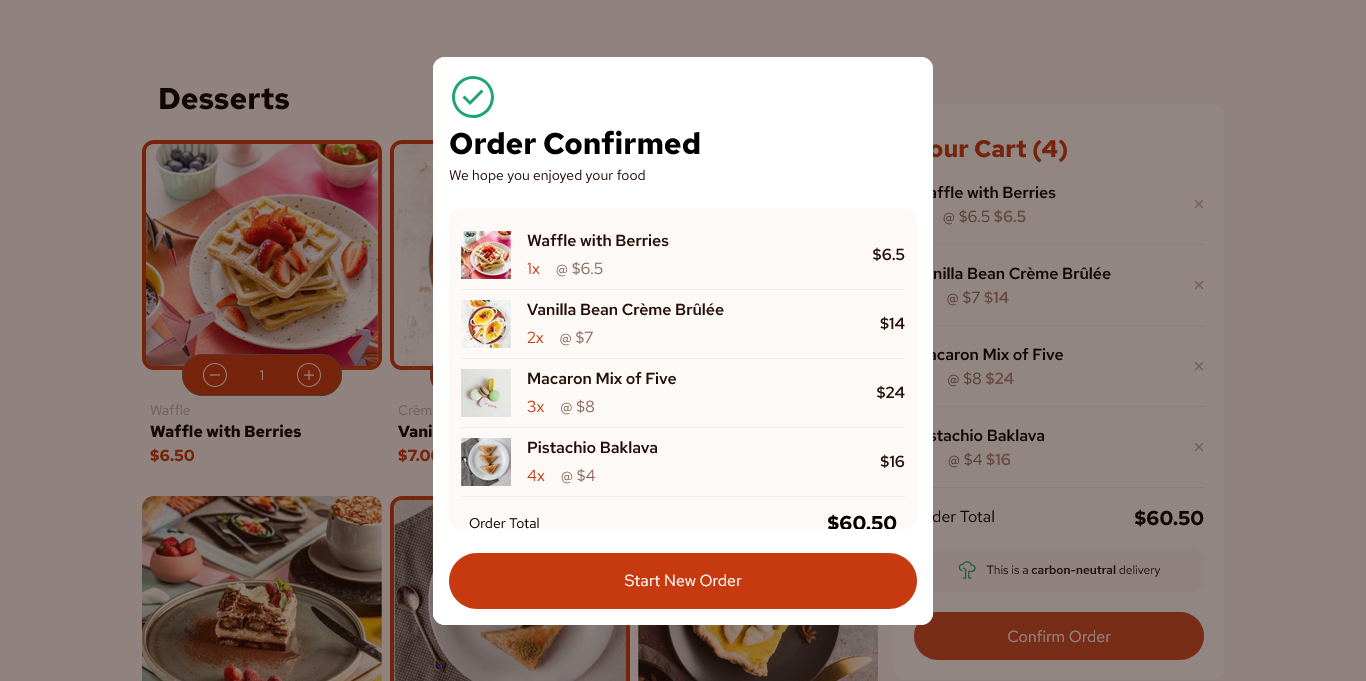 Desserts
1
Waffle
Waffle with Berries
$6.50
Crèm
Vani
$7.00
Order Confirmed
We hope you enjoyed your food
Waffle with Berries
1x @ $6.5
$6.5
Vanilla Bean Crème Brûlée
2x @ $7
$14
Macaron Mix of Five
3x @ $8
$24
Pistachio Baklava
4x @ $4
$16
Order Total
$60.50
Start New Order
our Cart (4)
affle with Berries
@ $6.5 $6.5
nilla Bean Crème Brûlée
@ $7 $14
acaron Mix of Five
@ $8 $24
stachio Baklava
@ $4 $16
der Total
$60.50
This is a carbon-neutral delivery
Confirm Order